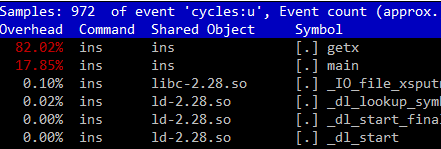 Samples: 972 of event 'cycles:u', Event count (approx.
Overhead Command Shared Object Symbol
82.02% ins ins [.] getx
17.85% ins ins [.] main
0.10% ins libc-2.28.so [.] _IO_file_xsputn
0.02% ins ld-2.28.so [.] _dl_lookup_sym
0.00% ins ld-2.28.so [.] _dl_start_fina
0.00% ins ld-2.28.so [.] _dl_start